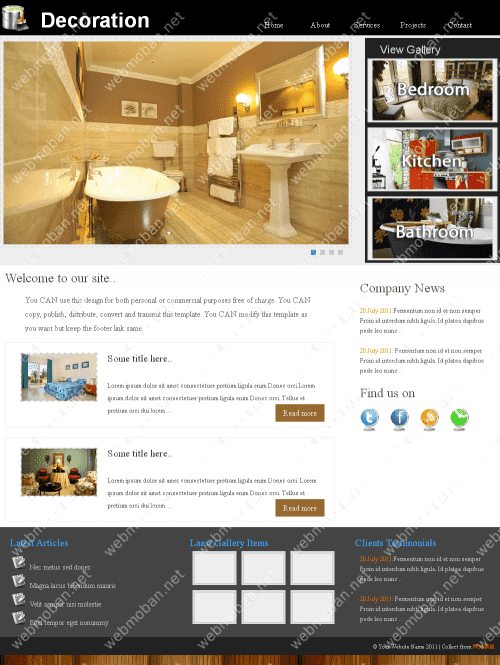 Decoration
Home About Services Projects Contact
View Gallery
Bedroom
Kitchen
Bathroom
Welcome to our site..
You CAN use this design for both personal or commercial purposes free of charge. You CAN
copy, publish, distribute, convert and transmit this template. You CAN modify this template as
you want but keep the footer link same.
Some title here..
Lorem ipsum dolor sit amet consectetuer pretium ligula enim Donec orci Lorem
ipsum dolor sit amet consectetuer pretium ligula enim Donec orci. Tellus et
pretium orci dui lorem ...
Read more
Some title here..
Lorem ipsum dolor sit amet consectetuer pretium ligula enim Donec orci. Lorem
ipsum dolor sit amet consectetuer pretium ligula enim Donec orci. Tellus et
pretium orci dui lorem ...
Read more
Company News
20 July 2011:Fermentum non id et non semper
Proin id interdum nibh ligula. Id platea dapibus
pede leo nunc ...
20 July 2011: Fermentum non id et non semper
Proin id interdum nibh ligula. Id platea dapibus
pede leo nunc ...
Find us on
Latest Articles
Nec metus sed donec
Magna lacus bibendum mauris
Velit semper nisi molestie
Eget tempor eget nonummy
Latest Gallery Items
Clients Testimonials
20 July 2011:Fermentum non id et non semper
Proin id interdum nibh ligula. Id platea dapibus
pede leo nunc ...
20 July 2011: Fermentum non id et non semper
Proin id interdum nibh ligula. Id platea dapibus
pede leo nunc ...
© Your Website Name 2011 | Collect from 网站模板
webmoban.net